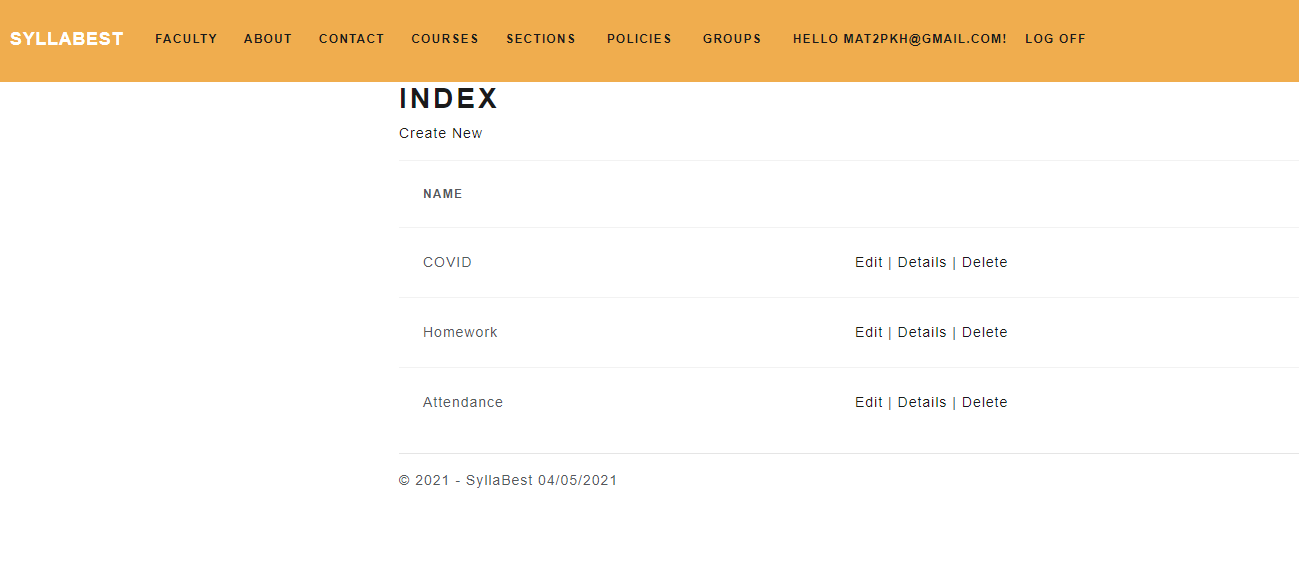 SYLLABEST FACULTY ABOUT CONTACT COURSES SECTIONS POLICIES GROUPS HELLO MAT2PKH@GMAIL.COM! LOG OFF
INDEX
Create New
NAME
COVID Edit | Details | Delete
Homework Edit | Details | Delete
Attendance Edit | Details | Delete
© 2021 - SyllaBest 04/05/2021